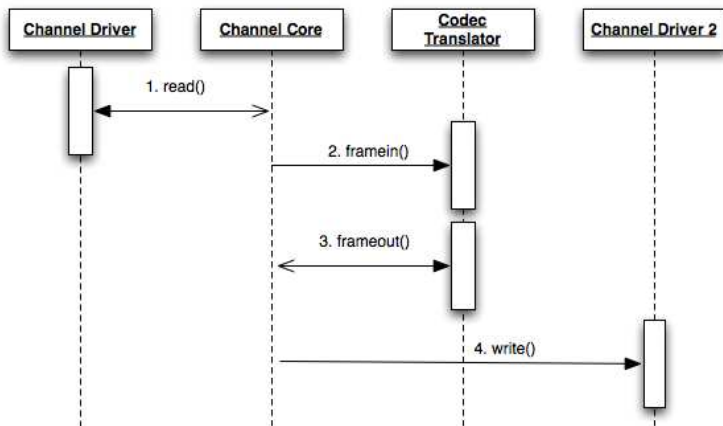 Channel Driver
Channel Core
Codec
Translator
Channel Driver 2
1. read()
2. framein()
3. frameout()
4. write()